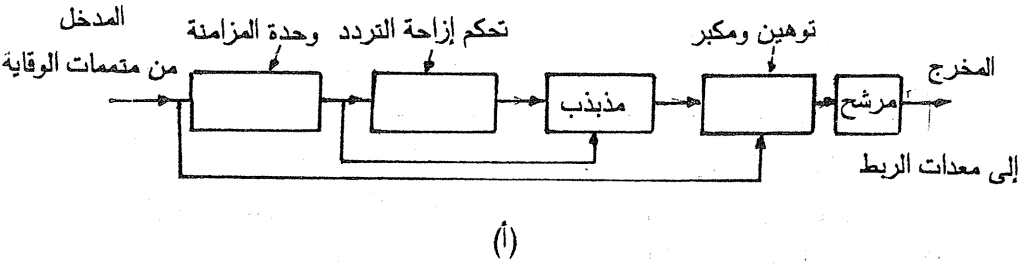 المدخل
من متممات الوقاية
وحدة المزامنة
تحكم إزاحة التردد
توهين ومكبر
المخرج
مذبذب
مرشح
إلى معدات الربط
(أ)